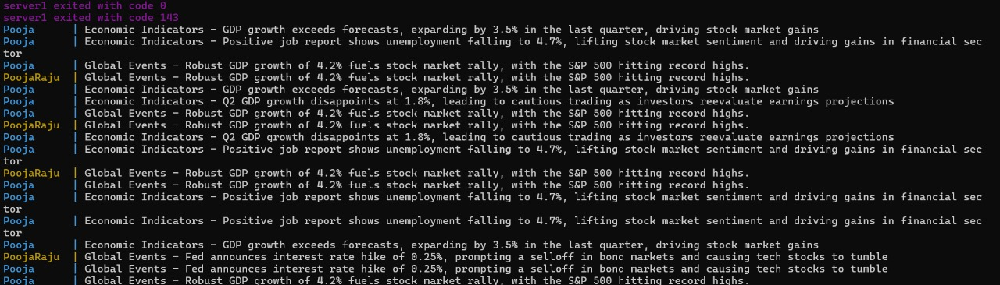 server1 exited with code 0
server1 exited with code 143
Pooja      | Economic Indicators - GDP growth exceeds forecasts, expanding by 3.5% in the last quarter, driving stock market gains
Pooja      | Economic Indicators - Positive job report shows unemployment falling to 4.7%, lifting stock market sentiment and driving gains in financial sec
tor
Pooja      | Global Events - Robust GDP growth of 4.2% fuels stock market rally, with the S&P 500 hitting record highs.
PoojaRaju  | Global Events - Robust GDP growth of 4.2% fuels stock market rally, with the S&P 500 hitting record highs.
Pooja      | Economic Indicators - GDP growth exceeds forecasts, expanding by 3.5% in the last quarter, driving stock market gains
Pooja      | Economic Indicators - Q2 GDP growth disappoints at 1.8%, leading to cautious trading as investors reevaluate earnings projections
Pooja      | Global Events - Robust GDP growth of 4.2% fuels stock market rally, with the S&P 500 hitting record highs.
PoojaRaju  | Global Events - Robust GDP growth of 4.2% fuels stock market rally, with the S&P 500 hitting record highs.
Pooja      | Economic Indicators - Q2 GDP growth disappoints at 1.8%, leading to cautious trading as investors reevaluate earnings projections
Pooja      | Economic Indicators - Positive job report shows unemployment falling to 4.7%, lifting stock market sentiment and driving gains in financial sec
tor
PoojaRaju  | Global Events - Robust GDP growth of 4.2% fuels stock market rally, with the S&P 500 hitting record highs.
Pooja      | Global Events - Robust GDP growth of 4.2% fuels stock market rally, with the S&P 500 hitting record highs.
Pooja      | Economic Indicators - Positive job report shows unemployment falling to 4.7%, lifting stock market sentiment and driving gains in financial sec
tor
Pooja      | Economic Indicators - Positive job report shows unemployment falling to 4.7%, lifting stock market sentiment and driving gains in financial sec
tor
Pooja      | Economic Indicators - GDP growth exceeds forecasts, expanding by 3.5% in the last quarter, driving stock market gains
PoojaRaju  | Global Events - Fed announces interest rate hike of 0.25%, prompting a selloff in bond markets and causing tech stocks to tumble
Pooja      | Global Events - Fed announces interest rate hike of 0.25%, prompting a selloff in bond markets and causing tech stocks to tumble
Pooja      | Global Events - Robust GDP growth of 4.2% fuels stock market rally, with the S&P 500 hitting record highs.